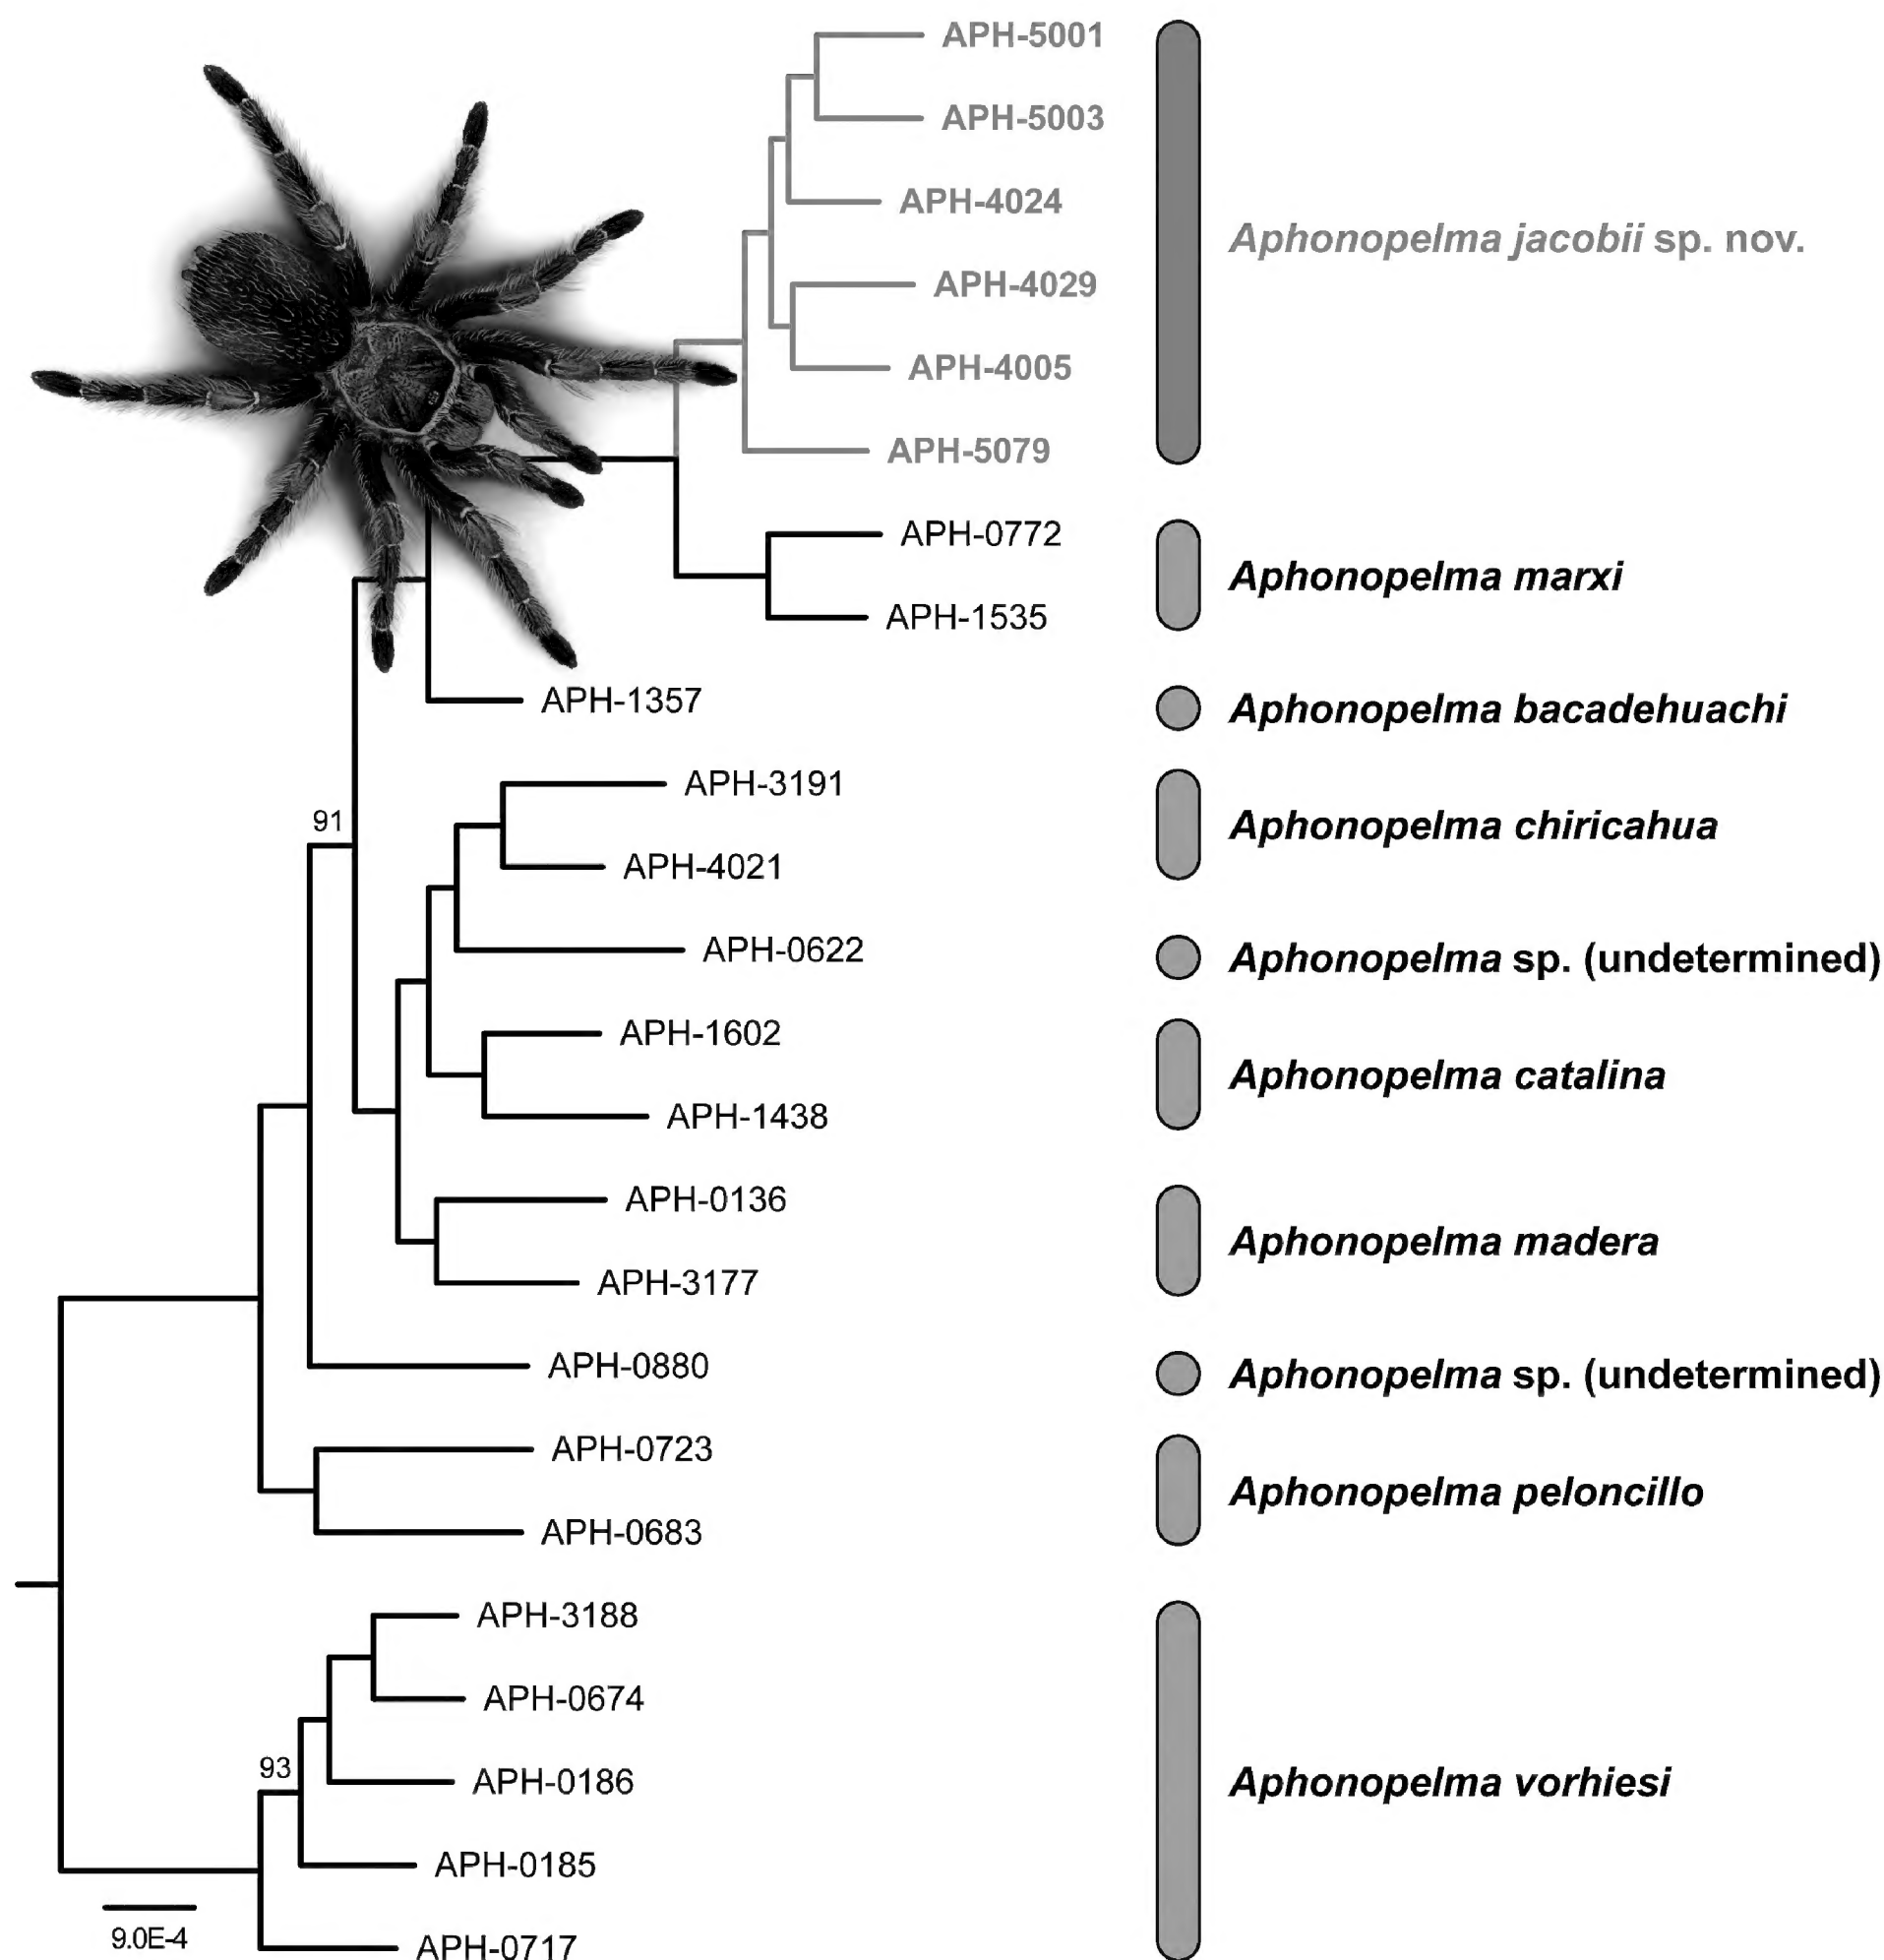 APH-5001
APH-5003
APH-4024
Aphonopelma jacobii sp. nov.
APH-4029
APH-4005
APH-5079
APH-0772
Aphonopelma marxi
APH-1535
APH-1357
Aphonopelma bacadehuachi
APH-3191
91
Aphonopelma chiricahua
APH-4021
APH-0622
Aphonopelma sp. (undetermined)
APH-1602
Aphonopelma catalina
APH-1438
APH-0136
Aphonopelma madera
APH-3177
APH-0880
Aphonopelma sp. (undetermined)
APH-0723
Aphonopelma peloncillo
APH-0683
APH-3188
APH-0674
93
APH-0186
Aphonopelma vorhiesi
APH-0185
9.0E-4
APH-0717